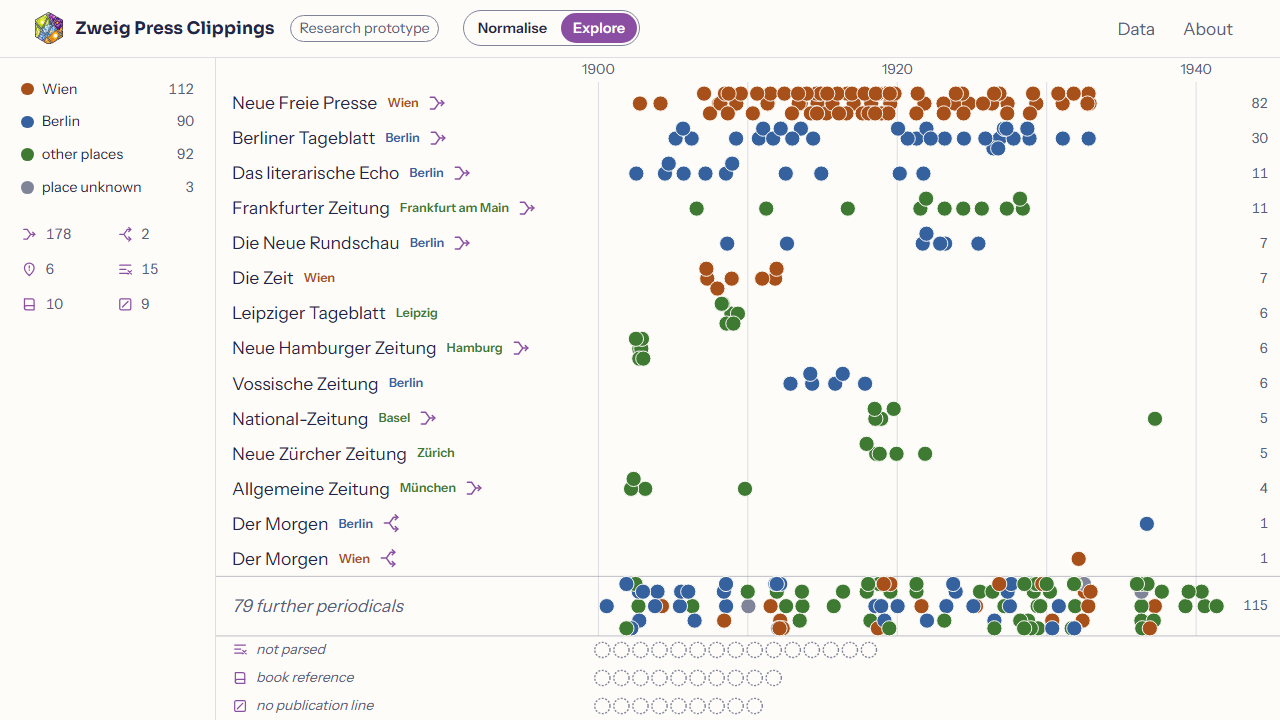 Zweig Press Clippings Research prototype Normalise Explore Data About
1900 1920 1940
Wien 112
Berlin 90
other places 92
place unknown 3
178 2
6 15
10 9
Neue Freie Presse Wien 82
Berliner Tageblatt Berlin 30
Das literarische Echo Berlin 11
Frankfurter Zeitung Frankfurt am Main 11
Die Neue Rundschau Berlin 7
Die Zeit Wien 7
Leipziger Tageblatt Leipzig 6
Neue Hamburger Zeitung Hamburg 6
Vossische Zeitung Berlin 6
National-Zeitung Basel 5
Neue Zürcher Zeitung Zürich 5
Allgemeine Zeitung München 4
Der Morgen Berlin 1
Der Morgen Wien 1
79 further periodicals 115
not parsed
book reference
no publication line